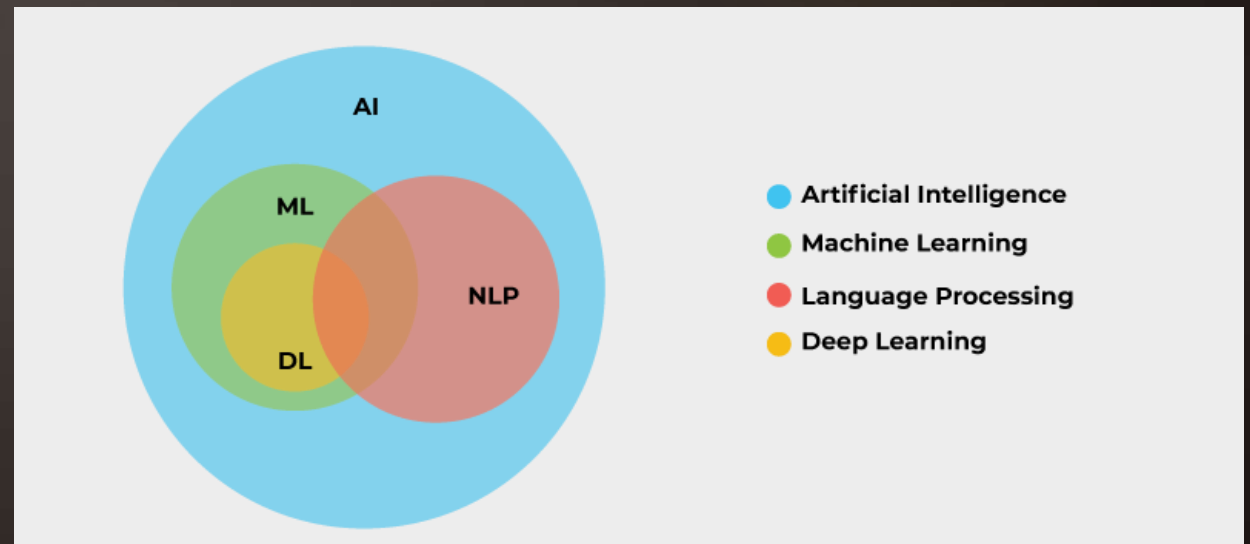 AI
ML
NLP
DL
Artificial Intelligence
Machine Learning
Language Processing
Deep Learning